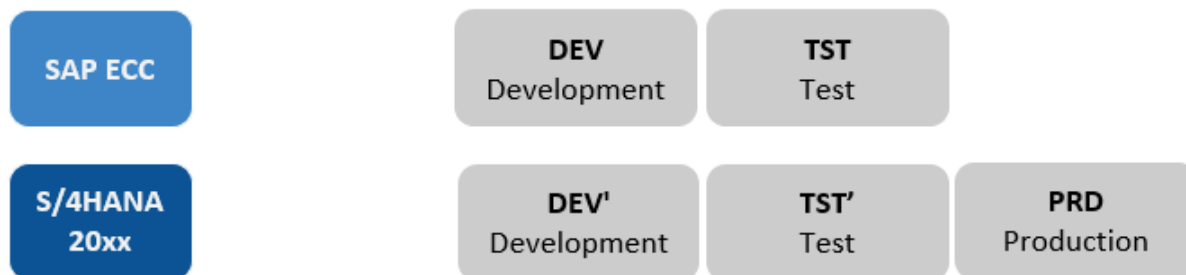 SAP ECC
DEV
Development
TST
Test
S/4HANA
20xx
DEV'
Development
TST’
Test
PRD
Production